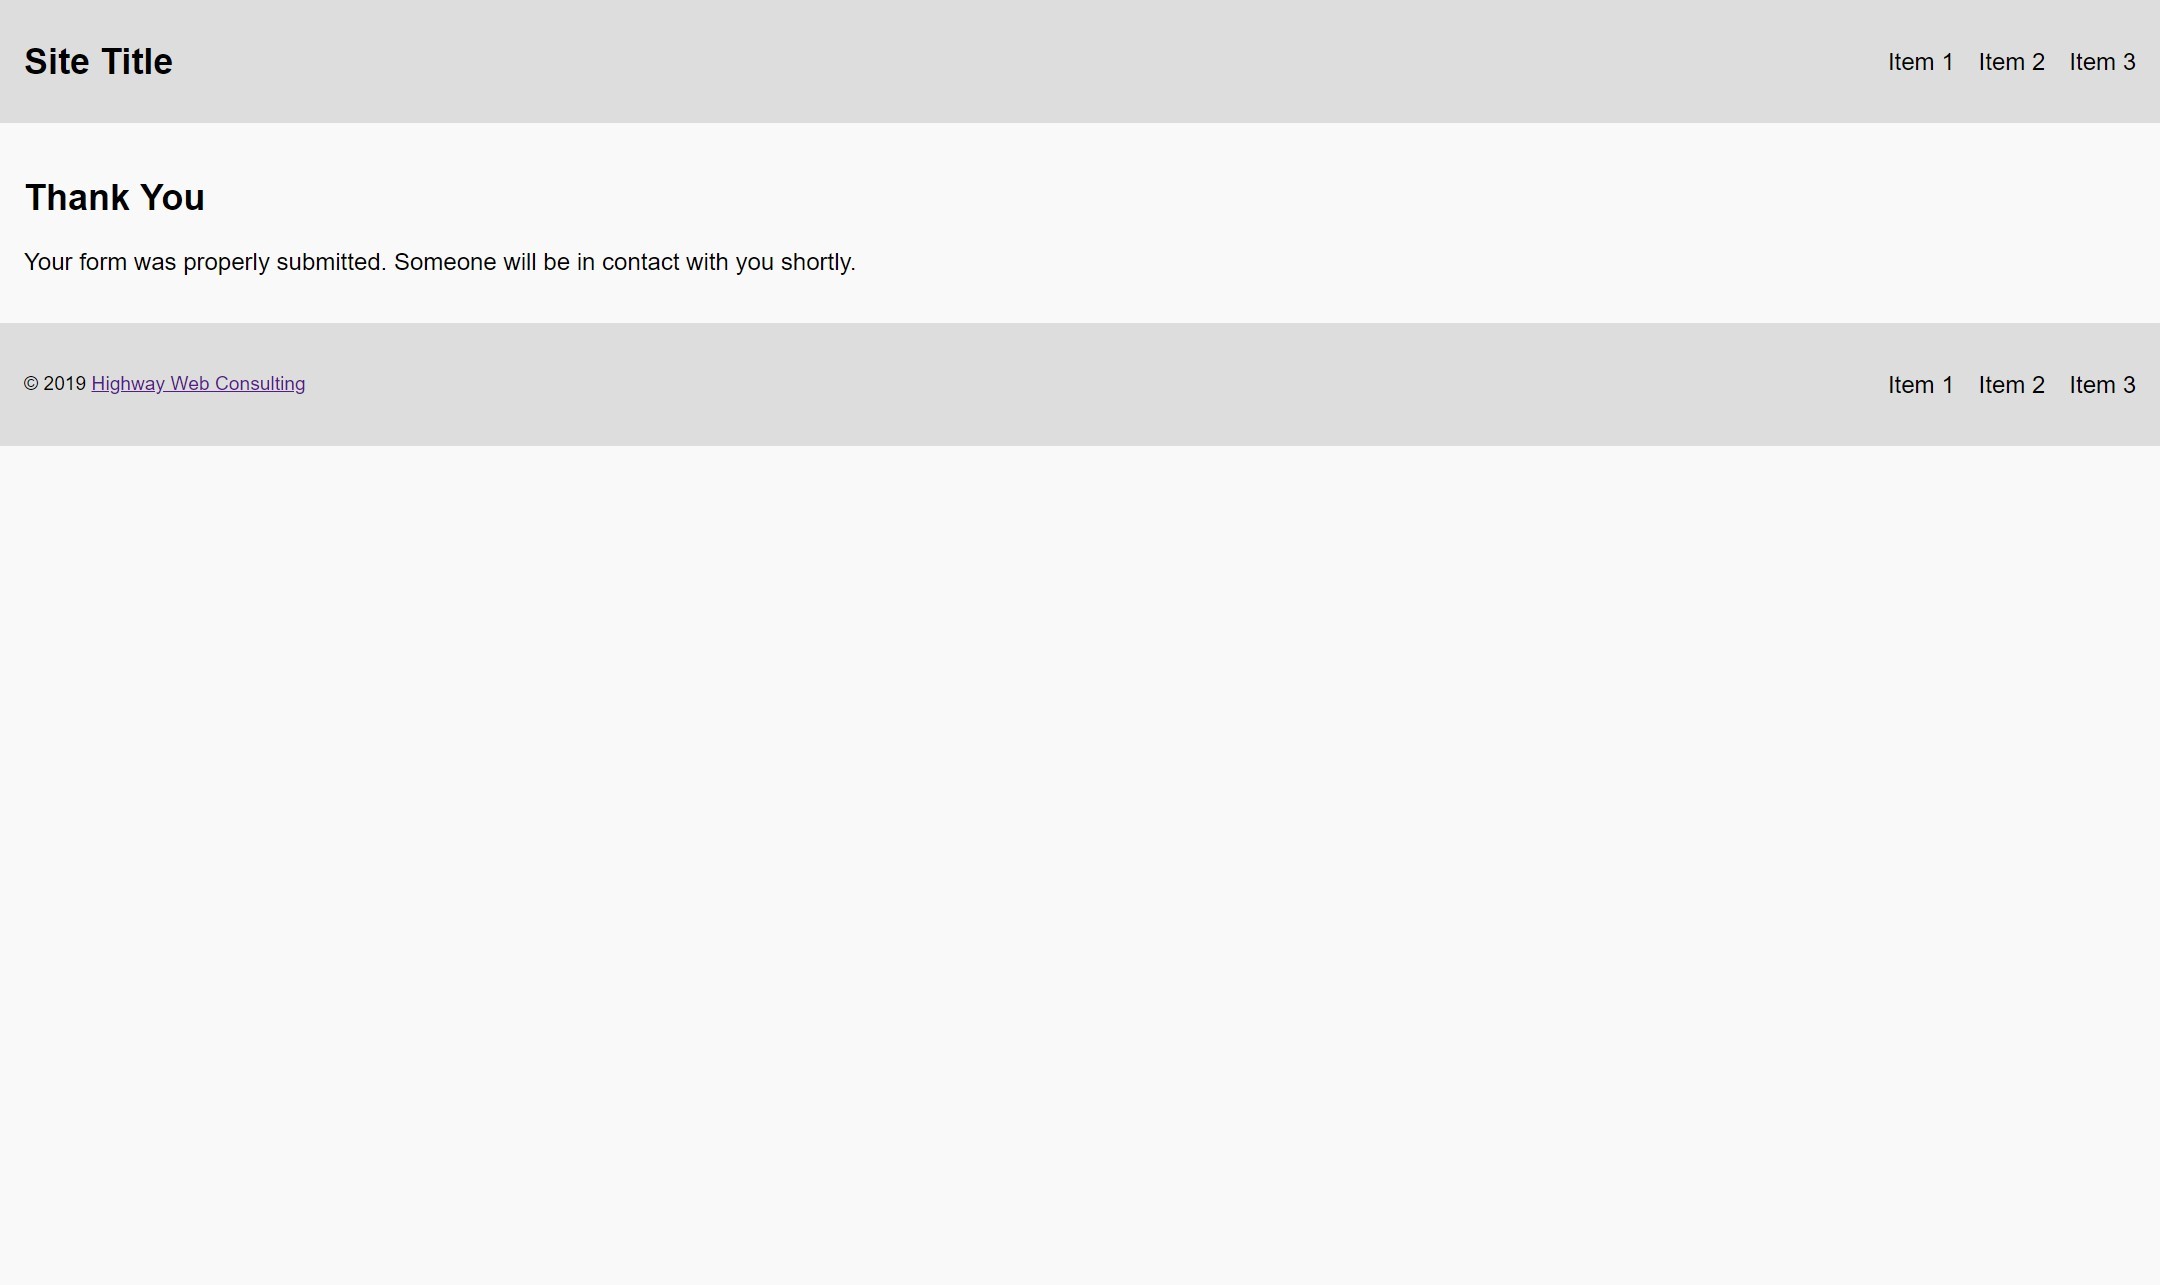 Site Title
Item 1 Item 2 Item 3
Thank You
Your form was properly submitted. Someone will be in contact with you shortly.
© 2019 Highway Web Consulting
Item 1 Item 2 Item 3